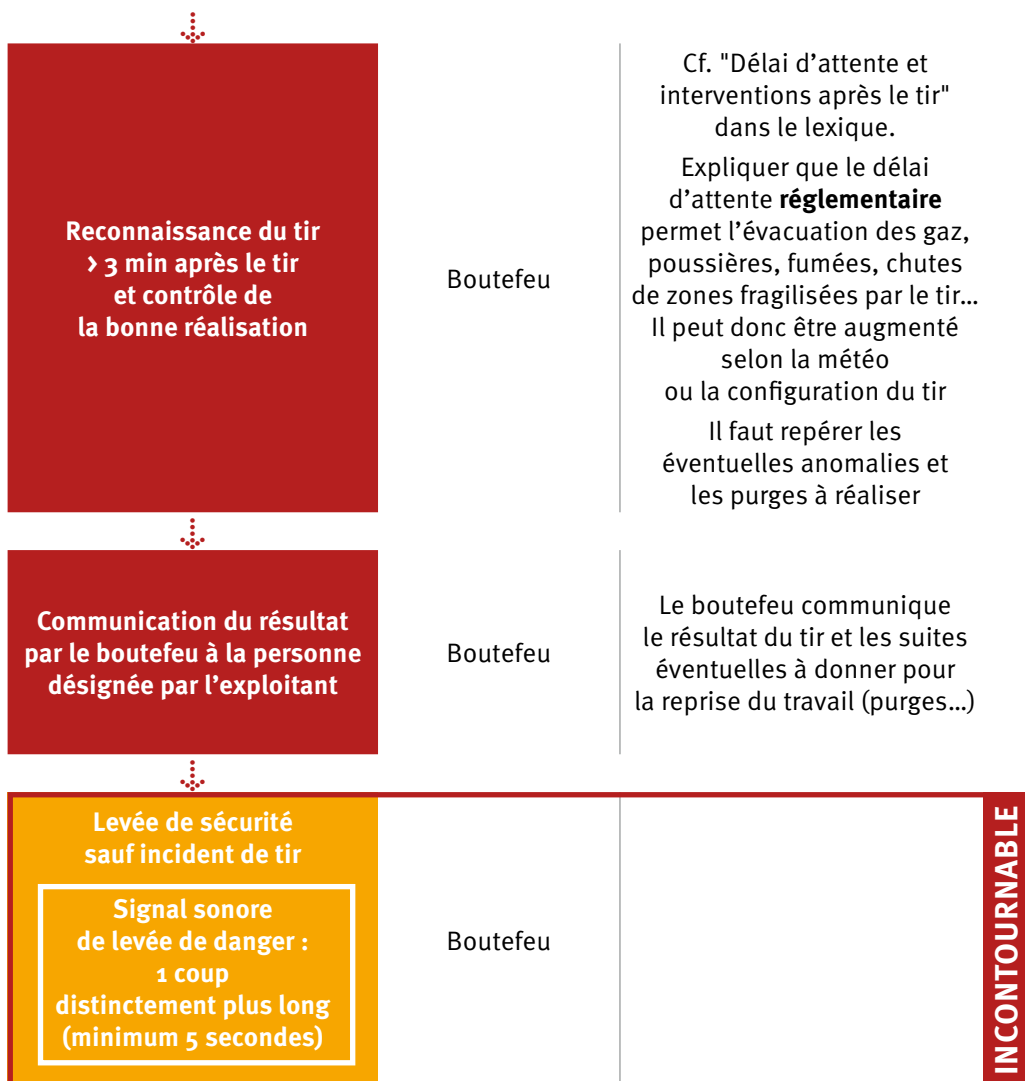 Reconnaissance du tir
> 3 min après le tir
et contrôle de
la bonne réalisation
Boutefeu
Cf. "Délai d’attente et
interventions après le tir"
dans le lexique.
Expliquer que le délai
d’attente réglementaire
permet l’évacuation des gaz,
poussières, fumées, chutes
de zones fragilisées par le tir…
Il peut donc être augmenté
selon la météo
ou la configuration du tir
Il faut repérer les
éventuelles anomalies et
les purges à réaliser
Communication du résultat
par le boutefeu à la personne
désignée par l’exploitant
Boutefeu
Le boutefeu communique
le résultat du tir et les suites
éventuelles à donner pour
la reprise du travail (purges…)
Levée de sécurité
sauf incident de tir
Signal sonore
de levée de danger :
1 coup
distinctement plus long
(minimum 5 secondes)
Boutefeu
INCONTOURNABLE